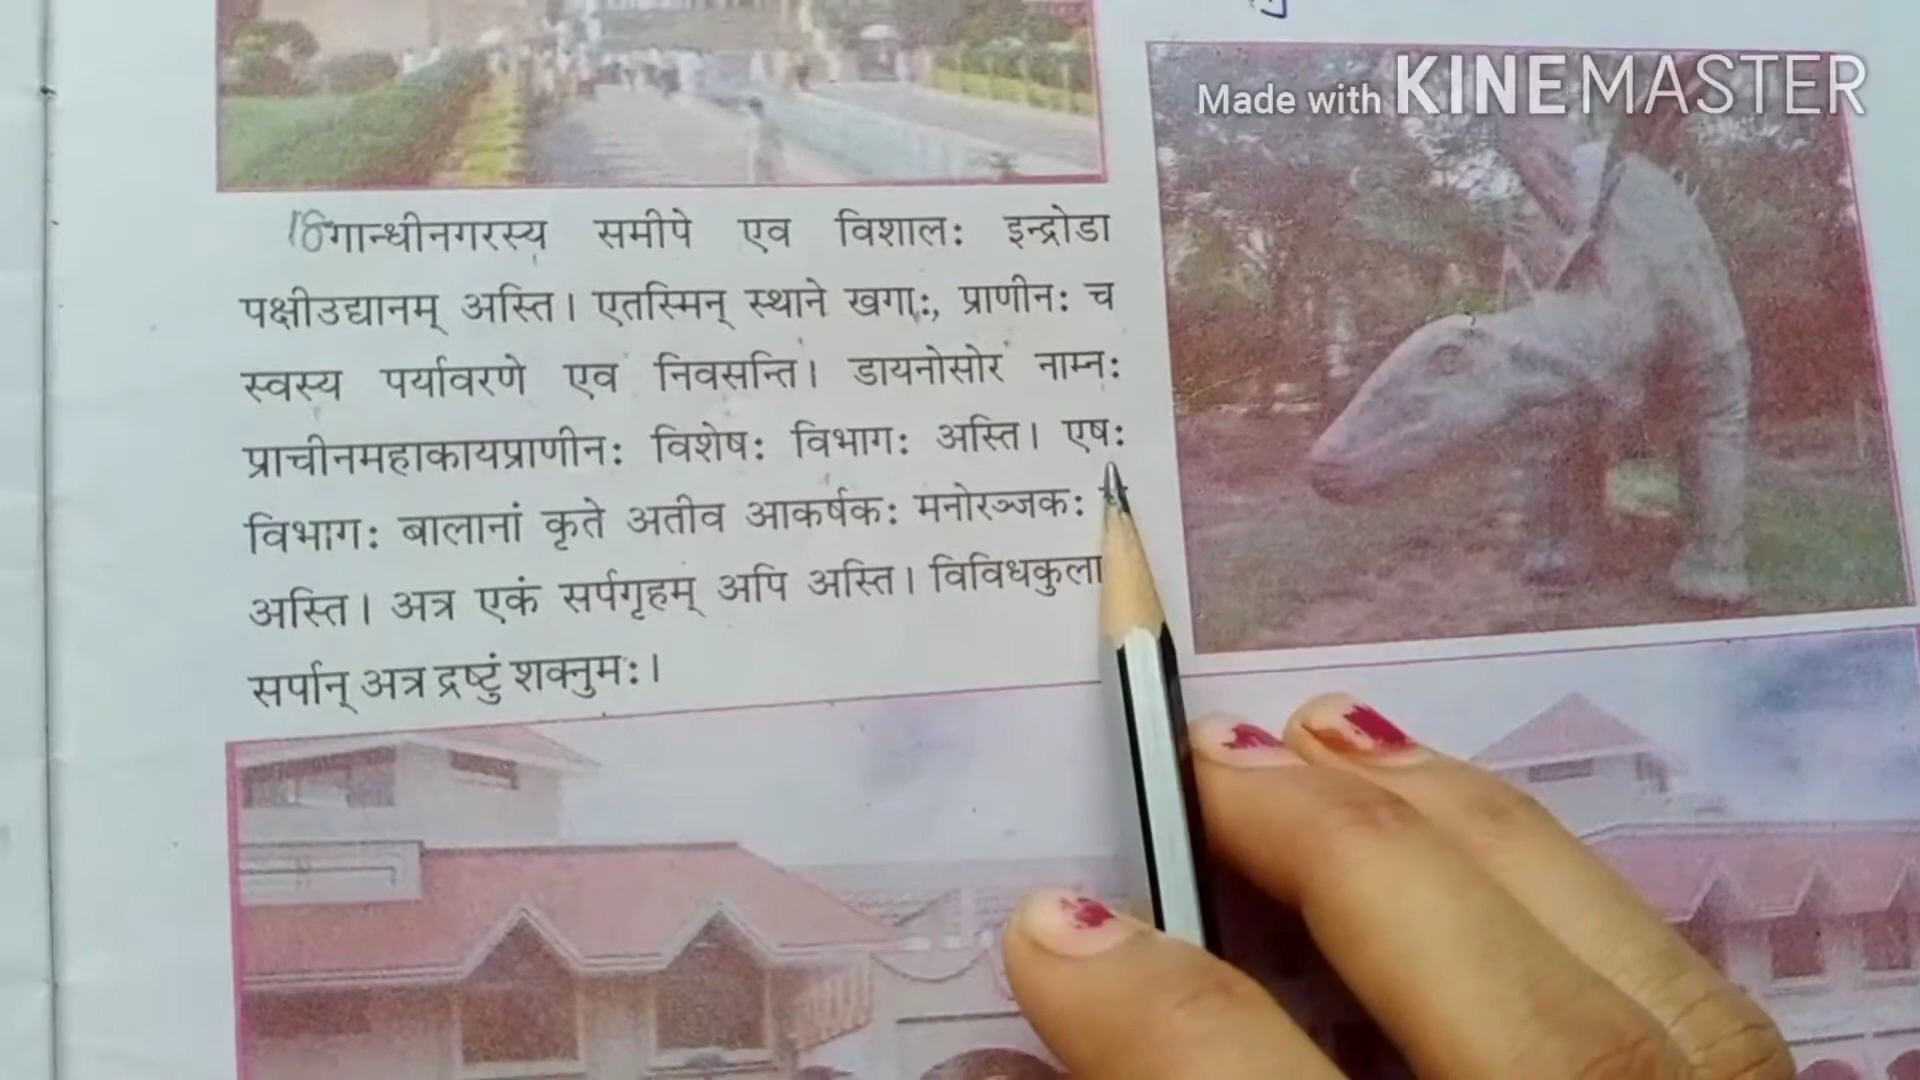 Made with KINEMASTER
गान्धीनगरस्य समीपे एव विशालः इन्द्रोडा
पक्षीउद्यानम् अस्ति। एतस्मिन् स्थाने खगाः, प्राणीनः च
स्वस्य पर्यावरणे एव निवसन्ति। डायनोसोर नाम्नः
प्राचीनमहाकायप्राणीनः विशेषः विभागः अस्ति। एषः
विभागः बालानां कृते अतीव आकर्षकः मनोरञ्जकः
अस्ति। अत्र एकं सर्पगृहम् अपि अस्ति। विविधकुला
सर्पान् अत्र द्रष्टुं शक्नुमः।